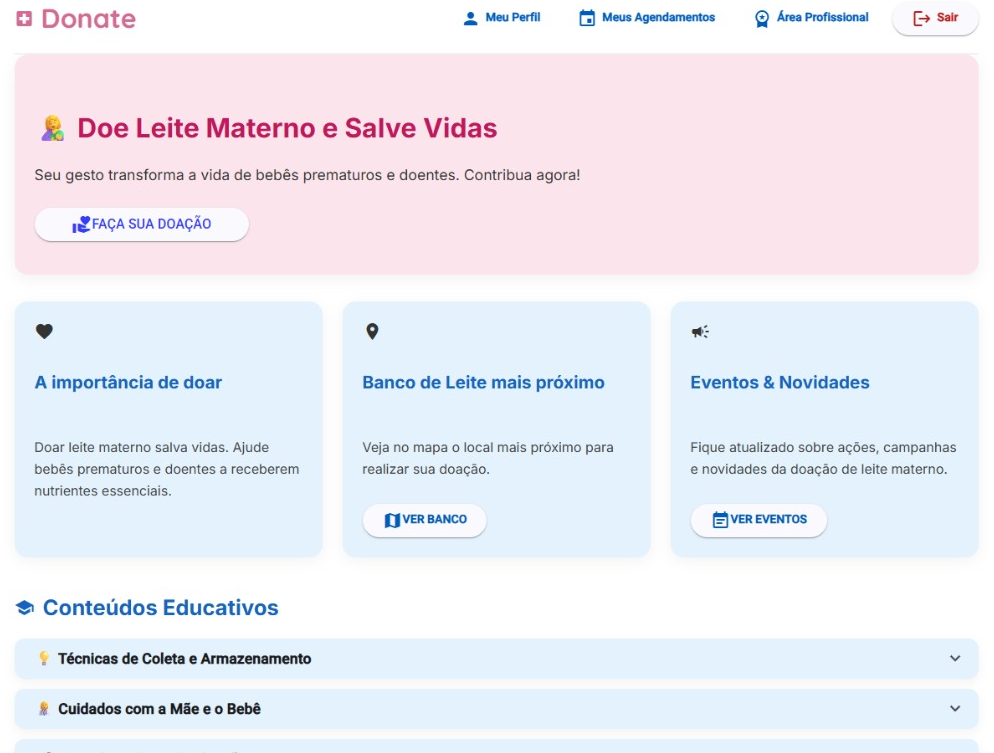 Donate
Meu Perfil
Meus Agendamentos
Área Profissional
Sair
Doe Leite Materno e Salve Vidas
Seu gesto transforma a vida de bebês prematuros e doentes. Contribua agora!
FAÇA SUA DOAÇÃO
A importância de doar
Doar leite materno salva vidas. Ajude
bebês prematuros e doentes a receberem
nutrientes essenciais.
Banco de Leite mais próximo
Veja no mapa o local mais próximo para
realizar sua doação.
VER BANCO
Eventos & Novidades
Fique atualizado sobre ações, campanhas
e novidades da doação de leite materno.
VER EVENTOS
Conteúdos Educativos
Técnicas de Coleta e Armazenamento
Cuidados com a Mãe e o Bebê